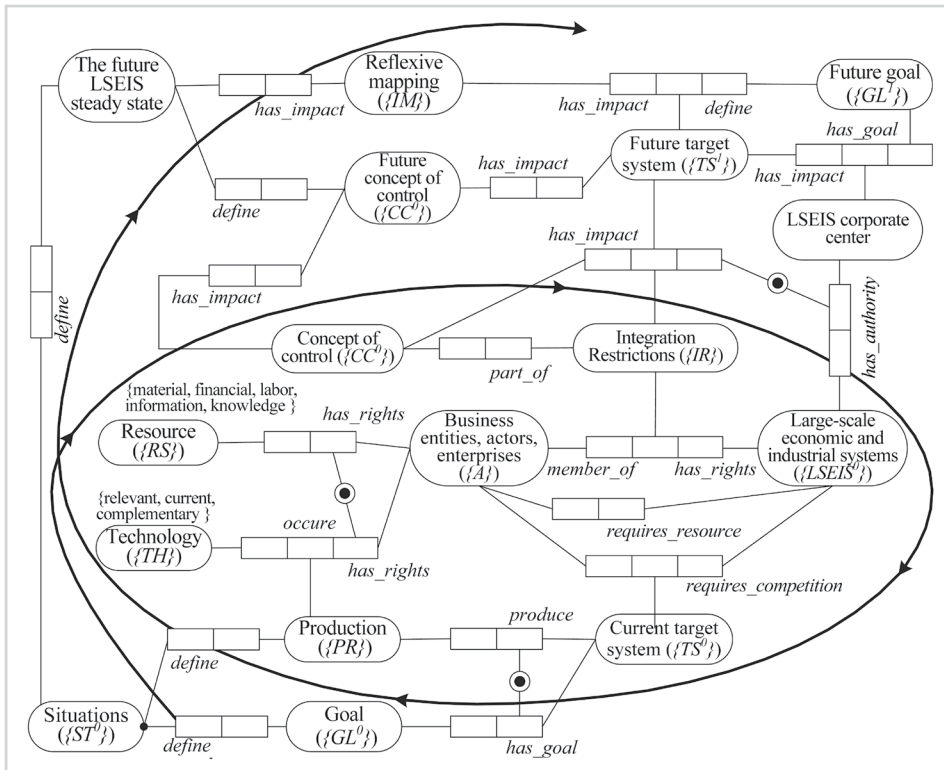 The future
LSEIS
steady state
has_impact
Reflexive
mapping
({IM})
has_impact
define
Future goal
({GL¹})
has_goal
Future target
system ({TS¹})
has_impact
Future
concept of
control
({CC⁰})
has_impact
define
LSEIS corporate
center
has_impact
has_impact
define
has_authority
Concept of
control ({CC⁰})
part_of
Integration
Restrictions ({IR})
{material, financial, labor,
information, knowledge }
has_rights
Resource
({RS})
Business
entities, actors,
enterprises
({A})
member_of
has_rights
Large-scale
economic and
industrial systems
({LSEIS⁰})
{relevant, current,
complementary }
occure
requires_resource
Technology
({TH})
has_rights
requires_competition
produce
Production
({PR})
define
Current target
system ({TS⁰})
Situations
({ST⁰})
define
Goal
({GL⁰})
has_goal